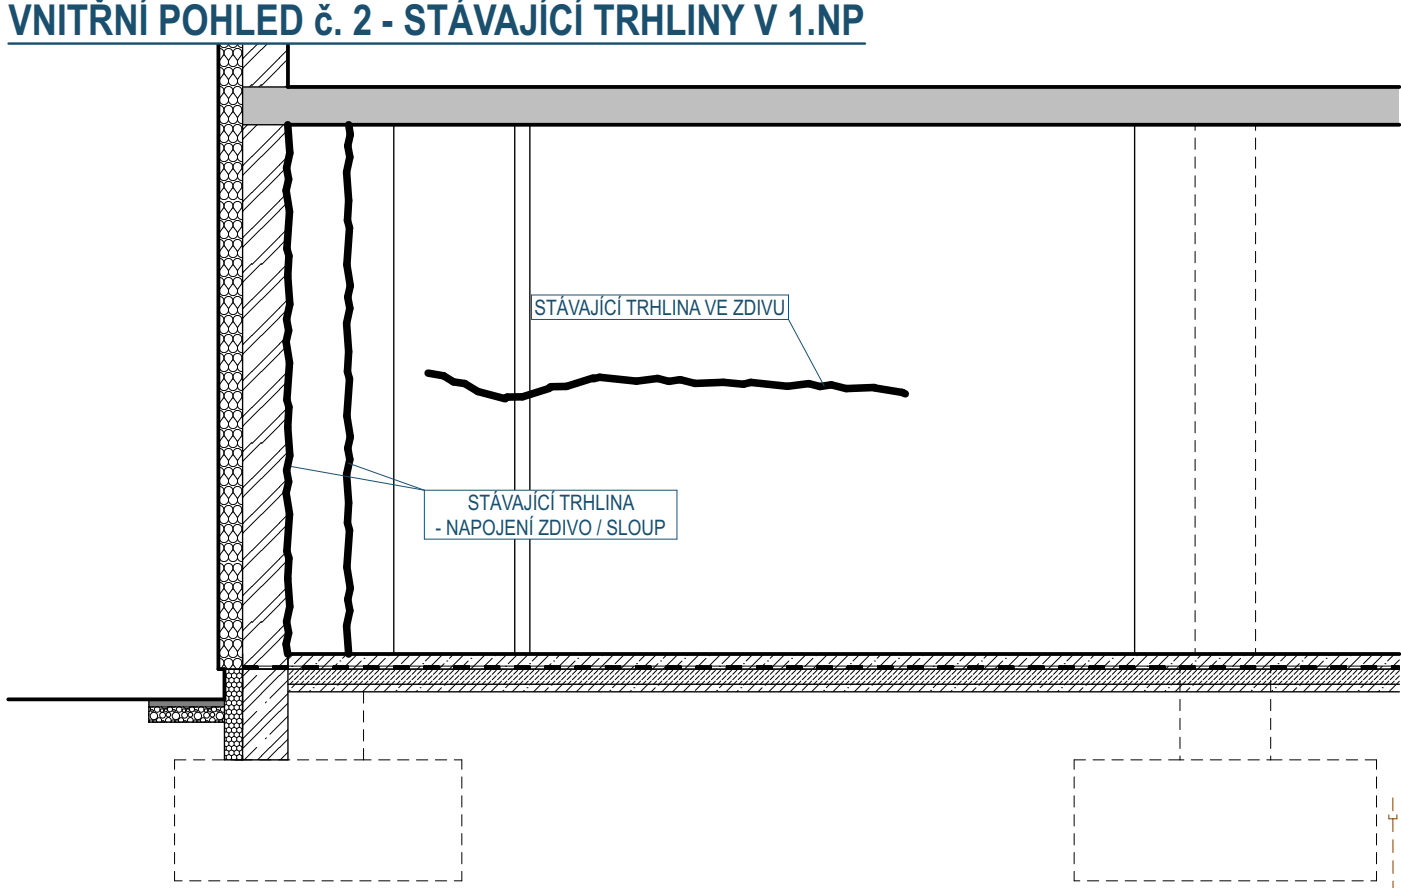 VNITŘNÍ POHLED č. 2 - STÁVAJÍCÍ TRHLINY V 1.NP
STÁVAJÍCÍ TRHLINA VE ZDIVU
STÁVAJÍCÍ TRHLINA
- NAPOJENÍ ZDIVO / SLOUP